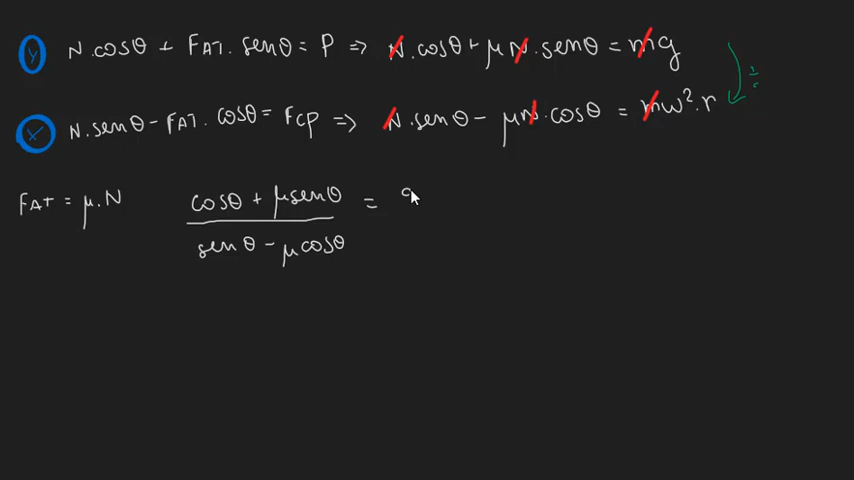 Y N.cosθ + FAT.senθ = P => N.cosθ + μN.senθ = mg
X N.senθ - FAT.cosθ = Fcp => N.senθ - μN.cosθ = mω².r
÷
FAT = μ.N
cosθ + μsenθ =
senθ - μcosθ